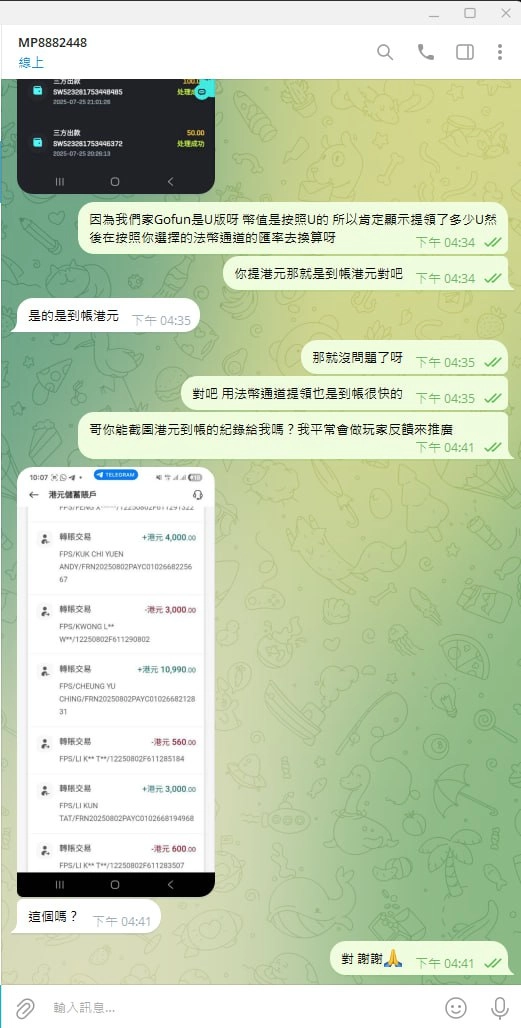 MP8882448
線上
三方出款
100.0
SW523281753448485
处理成
2025-07-25 21:01:26
三方出款
50.00
SW523281753446372
处理成功
2025-07-25 20:26:13
因為我們家Gofun是U版呀 幣值是按照U的 所以肯定顯示提領了多少U然
後在按照你選擇的法幣通道的匯率去換算呀
下午 04:34
你提港元那就是到帳港元對吧
下午 04:34
是的是到帳港元
下午 04:35
那就沒問題了呀
下午 04:35
對吧 用法幣通道提領也是到帳很快的
下午 04:35
哥你能截圖港元到帳的紀錄給我嗎？我平常會做玩家反饋來推廣
下午 04:41
10:07
TELEGRAM
港元儲蓄賬戶
轉賬交易
+港元 4,000.00
FPS/KUK CHI YUEN
ANDY/FRN20250802PAYC01026682256
67
轉賬交易
-港元 3,000.00
FPS/KWONG L**
W**/12250802F611290802
轉賬交易
+港元 10,990.00
FPS/CHEUNG YU
CHING/FRN20250802PAYC01026682128
31
轉賬交易
-港元 560.00
FPS/LI K** T**/12250802F611285184
轉賬交易
+港元 3,000.00
FPS/LI KUN
TAT/FRN20250802PAYC0102668194968
轉賬交易
-港元 600.00
FPS/LI K** T**/12250802F611283507
這個嗎？
下午 04:41
對 謝謝🙏
下午 04:41
輸入訊息...